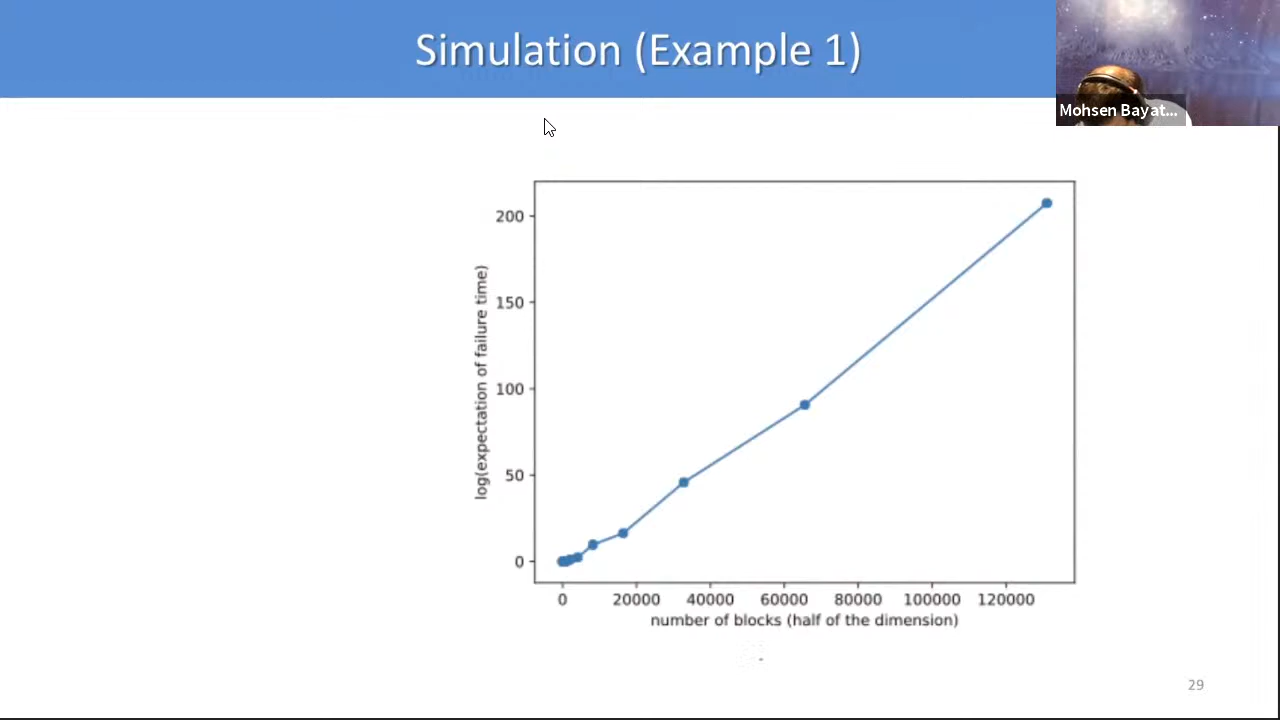 Simulation (Example 1)
Mohsen Bayat...
200
150
100
50
0
log(expectation of failure time)
0 20000 40000 60000 80000 100000 120000
number of blocks (half of the dimension)
29